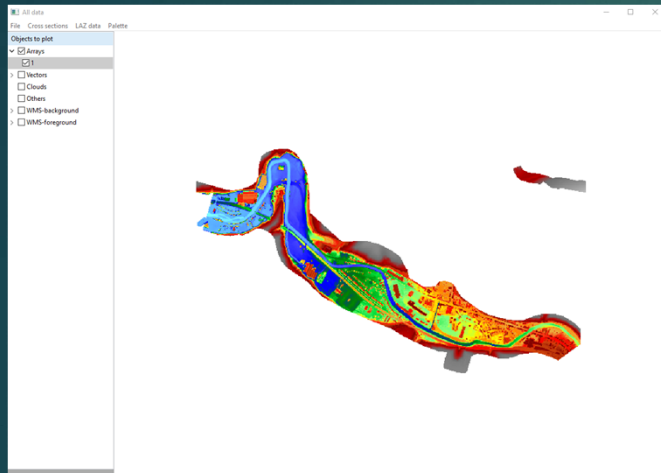 All data
File Cross sections LAZ data Palette
Objects to plot
Arrays
1
Vectors
Clouds
Others
WMS-background
WMS-foreground